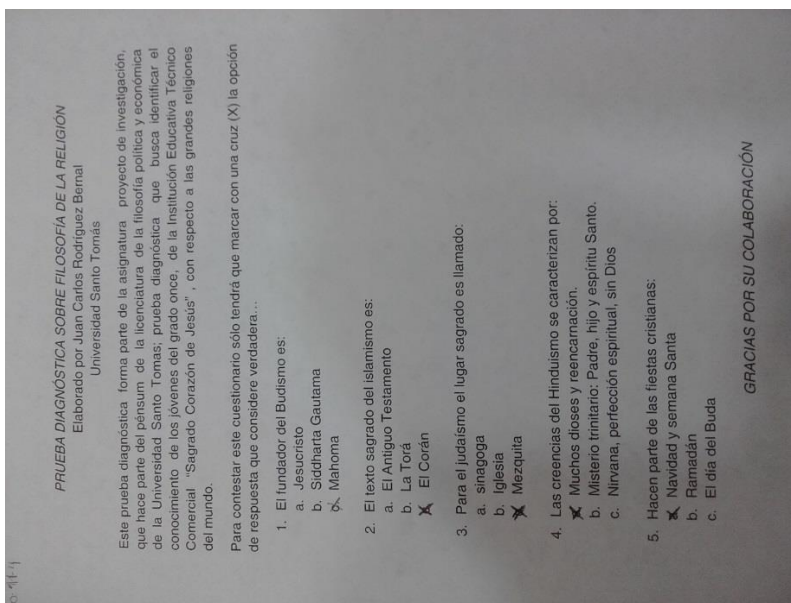 PRUEBA DIAGNÓSTICA SOBRE FILOSOFÍA DE LA RELIGIÓN
Elaborado por Juan Carlos Rodríguez Bernal
Universidad Santo Tomás
Este prueba diagnóstica forma parte de la asignatura proyecto de investigación,
que hace parte del pénsum de la licenciatura de la filosofía política y económica
de la Universidad Santo Tomas; prueba diagnóstica que busca identificar el
conocimiento de los jóvenes del grado once, de la Institución Educativa Técnico
Comercial "Sagrado Corazón de Jesús" , con respecto a las grandes religiones
del mundo.
Para contestar este cuestionario sólo tendrá que marcar con una cruz (X) la opción
de respuesta que considere verdadera...
1. El fundador del Budismo es:
a. Jesucristo
b. Siddharta Gautama
c. Mahoma
2. El texto sagrado del islamismo es:
a. El Antiguo Testamento
b. La Torá
X El Corán
3. Para el judaísmo el lugar sagrado es llamado:
a. sinagoga
b. Iglesia
X Mezquita
4. Las creencias del Hinduismo se caracterizan por:
X Muchos dioses y reencarnación.
b. Misterio trinitario: Padre, hijo y espíritu Santo.
c. Nirvana, perfección espiritual, sin Dios
5. Hacen parte de las fiestas cristianas:
X Navidad y semana Santa
b. Ramadán
c. El día del Buda
GRACIAS POR SU COLABORACIÓN